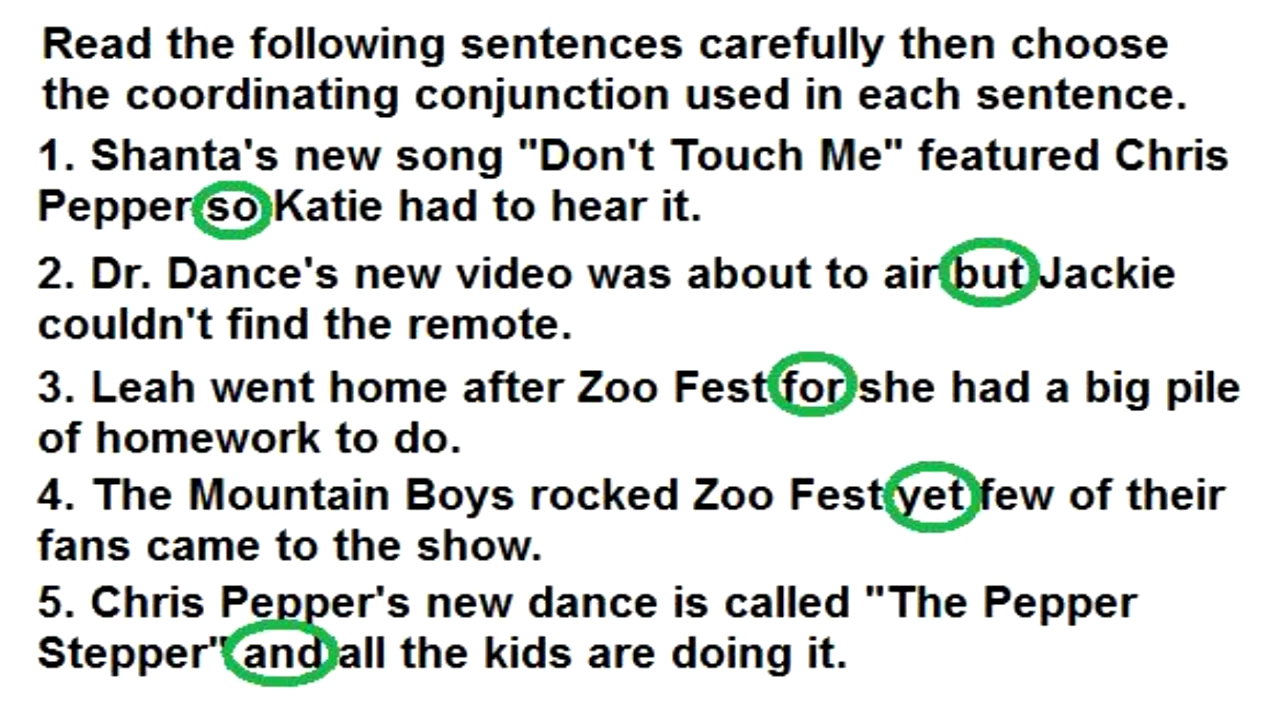 Read the following sentences carefully then choose
the coordinating conjunction used in each sentence.
1. Shanta's new song "Don't Touch Me" featured Chris
Pepper so Katie had to hear it.
2. Dr. Dance's new video was about to air but Jackie
couldn't find the remote.
3. Leah went home after Zoo Fest for she had a big pile
of homework to do.
4. The Mountain Boys rocked Zoo Fest yet few of their
fans came to the show.
5. Chris Pepper's new dance is called "The Pepper
Stepper" and all the kids are doing it.